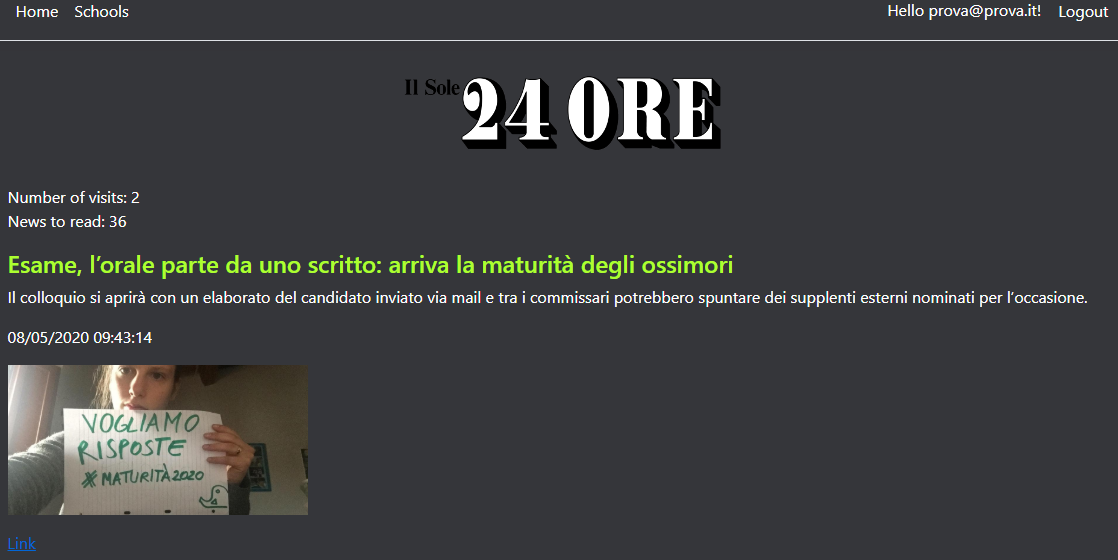 Home Schools Hello prova@prova.it! Logout
Il Sole 24 ORE
Number of visits: 2
News to read: 36
Esame, l’orale parte da uno scritto: arriva la maturità degli ossimori
Il colloquio si aprirà con un elaborato del candidato inviato via mail e tra i commissari potrebbero spuntare dei supplenti esterni nominati per l’occasione.
08/05/2020 09:43:14
VOGLIAMO
RISPOSTE
#MATURITÀ2020
Link